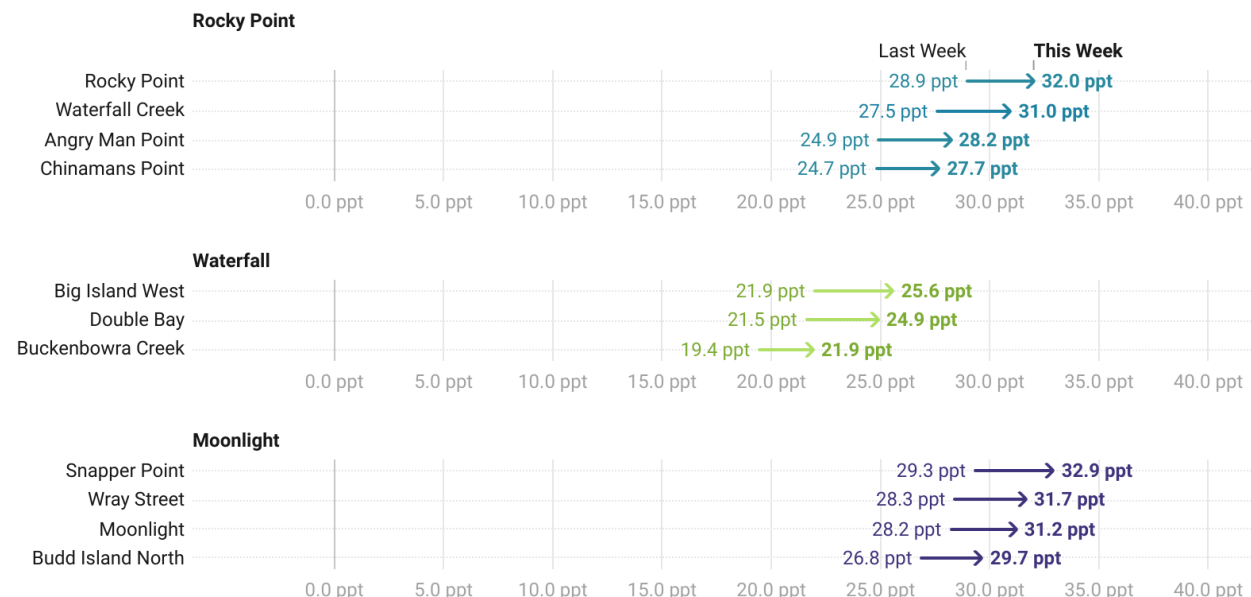 Rocky Point
Last Week This Week
Rocky Point 28.9 ppt 32.0 ppt
Waterfall Creek 27.5 ppt 31.0 ppt
Angry Man Point 24.9 ppt 28.2 ppt
Chinamans Point 24.7 ppt 27.7 ppt
0.0 ppt 5.0 ppt 10.0 ppt 15.0 ppt 20.0 ppt 25.0 ppt 30.0 ppt 35.0 ppt 40.0 ppt
Waterfall
Big Island West 21.9 ppt 25.6 ppt
Double Bay 21.5 ppt 24.9 ppt
Buckenbowra Creek 19.4 ppt 21.9 ppt
0.0 ppt 5.0 ppt 10.0 ppt 15.0 ppt 20.0 ppt 25.0 ppt 30.0 ppt 35.0 ppt 40.0 ppt
Moonlight
Snapper Point 29.3 ppt 32.9 ppt
Wray Street 28.3 ppt 31.7 ppt
Moonlight 28.2 ppt 31.2 ppt
Budd Island North 26.8 ppt 29.7 ppt
0.0 ppt 5.0 ppt 10.0 ppt 15.0 ppt 20.0 ppt 25.0 ppt 30.0 ppt 35.0 ppt 40.0 ppt